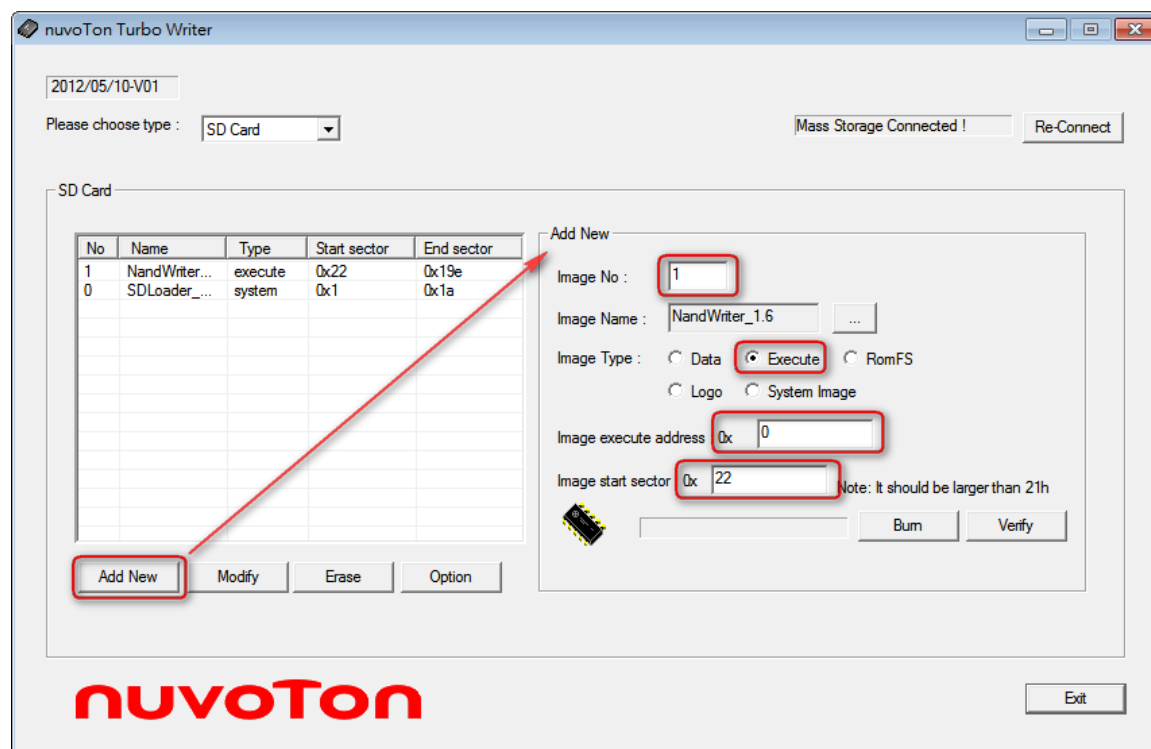 nuvoTon Turbo Writer
2012/05/10-V01
Please choose type :
SD Card
Mass Storage Connected !
Re-Connect
SD Card
No Name Type Start sector End sector
1 NandWriter... execute 0x22 0x19e
0 SDLoader_... system 0x1 0x1a
Add New
Image No : 1
Image Name : NandWriter_1.6 ...
Image Type : Data Execute RomFS
Logo System Image
Image execute address 0x 0
Image start sector 0x 22
Note: It should be larger than 21h
Burn Verify
Add New Modify Erase Option
nuvoTon
Exit